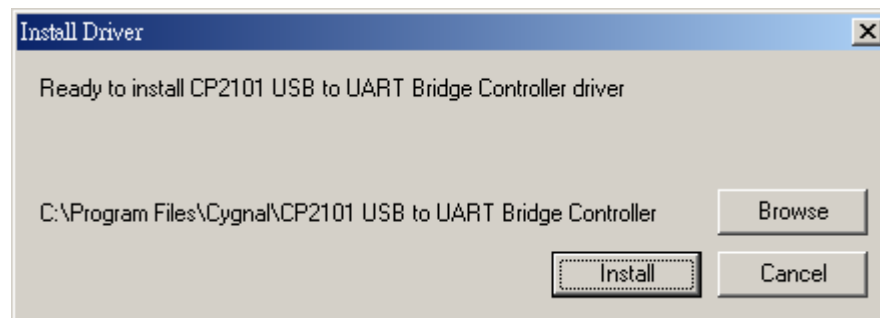 Install Driver
Ready to install CP2101 USB to UART Bridge Controller driver
C:\Program Files\Cygnal\CP2101 USB to UART Bridge Controller
Browse
Install
Cancel